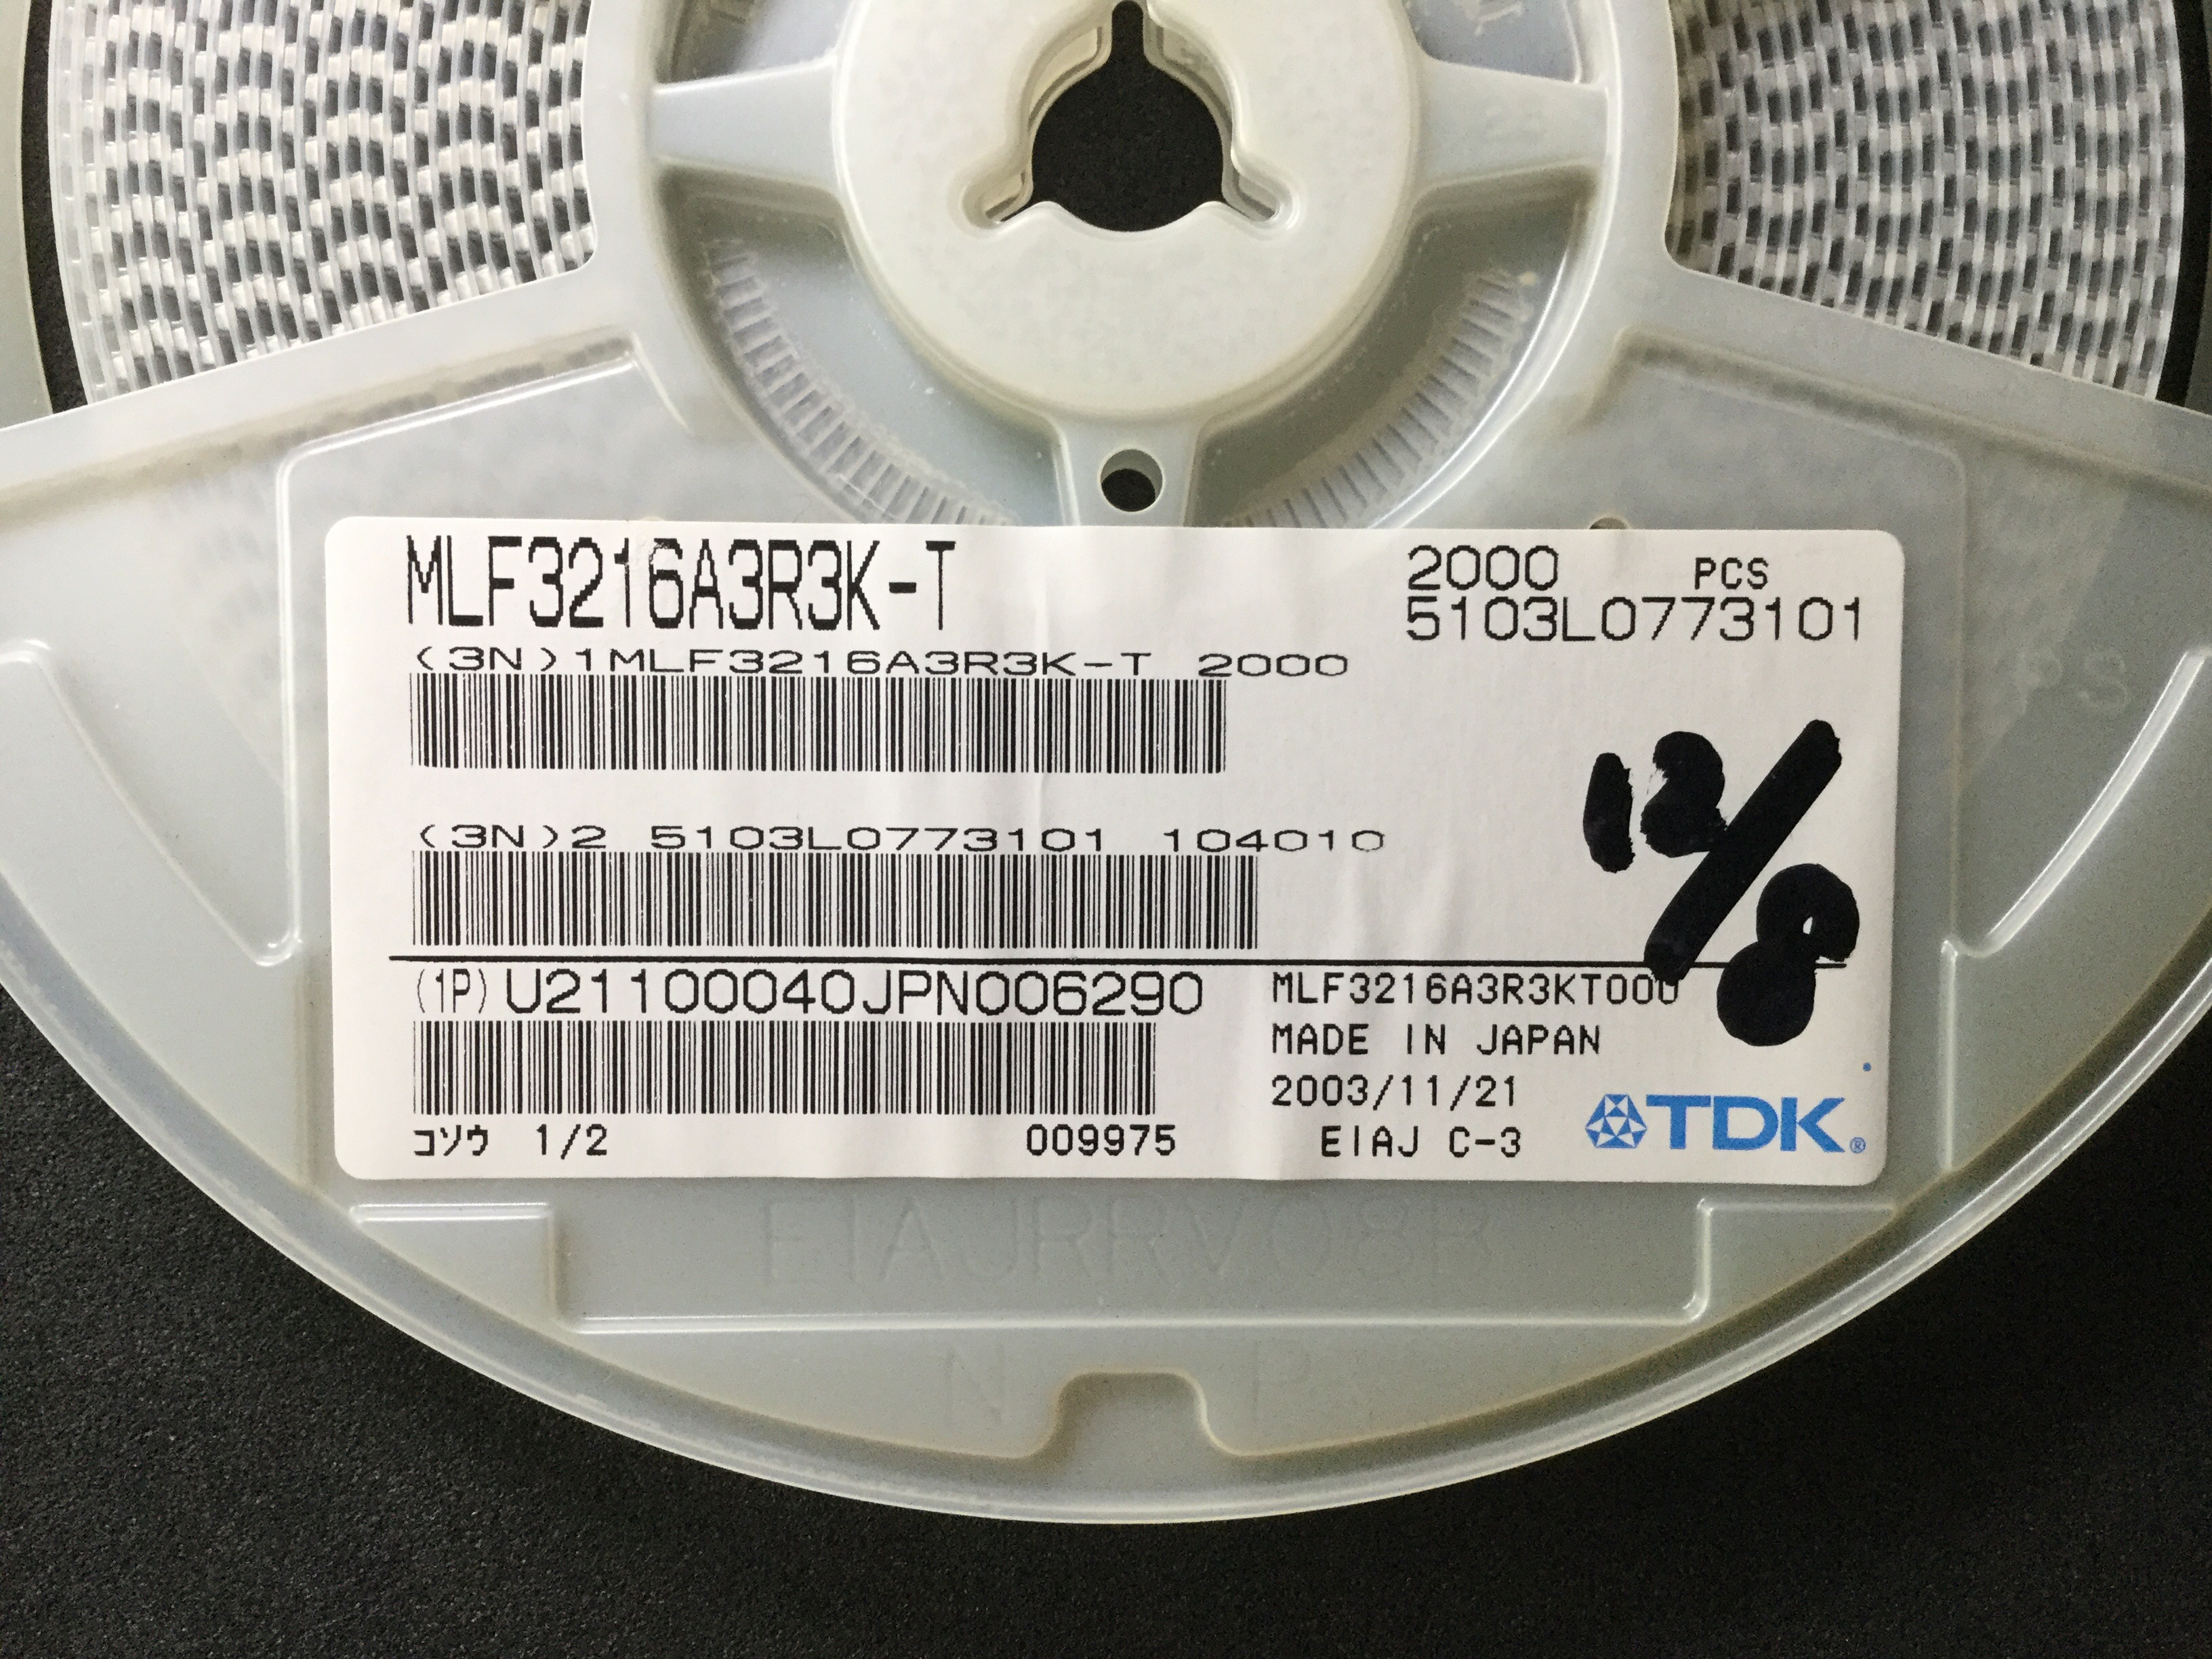 MLF3216A3R3K-T
2000 PCS
5103L0773101
(3N)1MLF3216A3R3K-T 2000
(3N)2 5103L0773101 104010
12/8
(1P) U21100040JPN006290
MLF3216A3R3KT000
MADE IN JAPAN
2003/11/21
コソウ 1/2
009975
EIAJ C-3
TDK®
EIAJRRV08B
N P